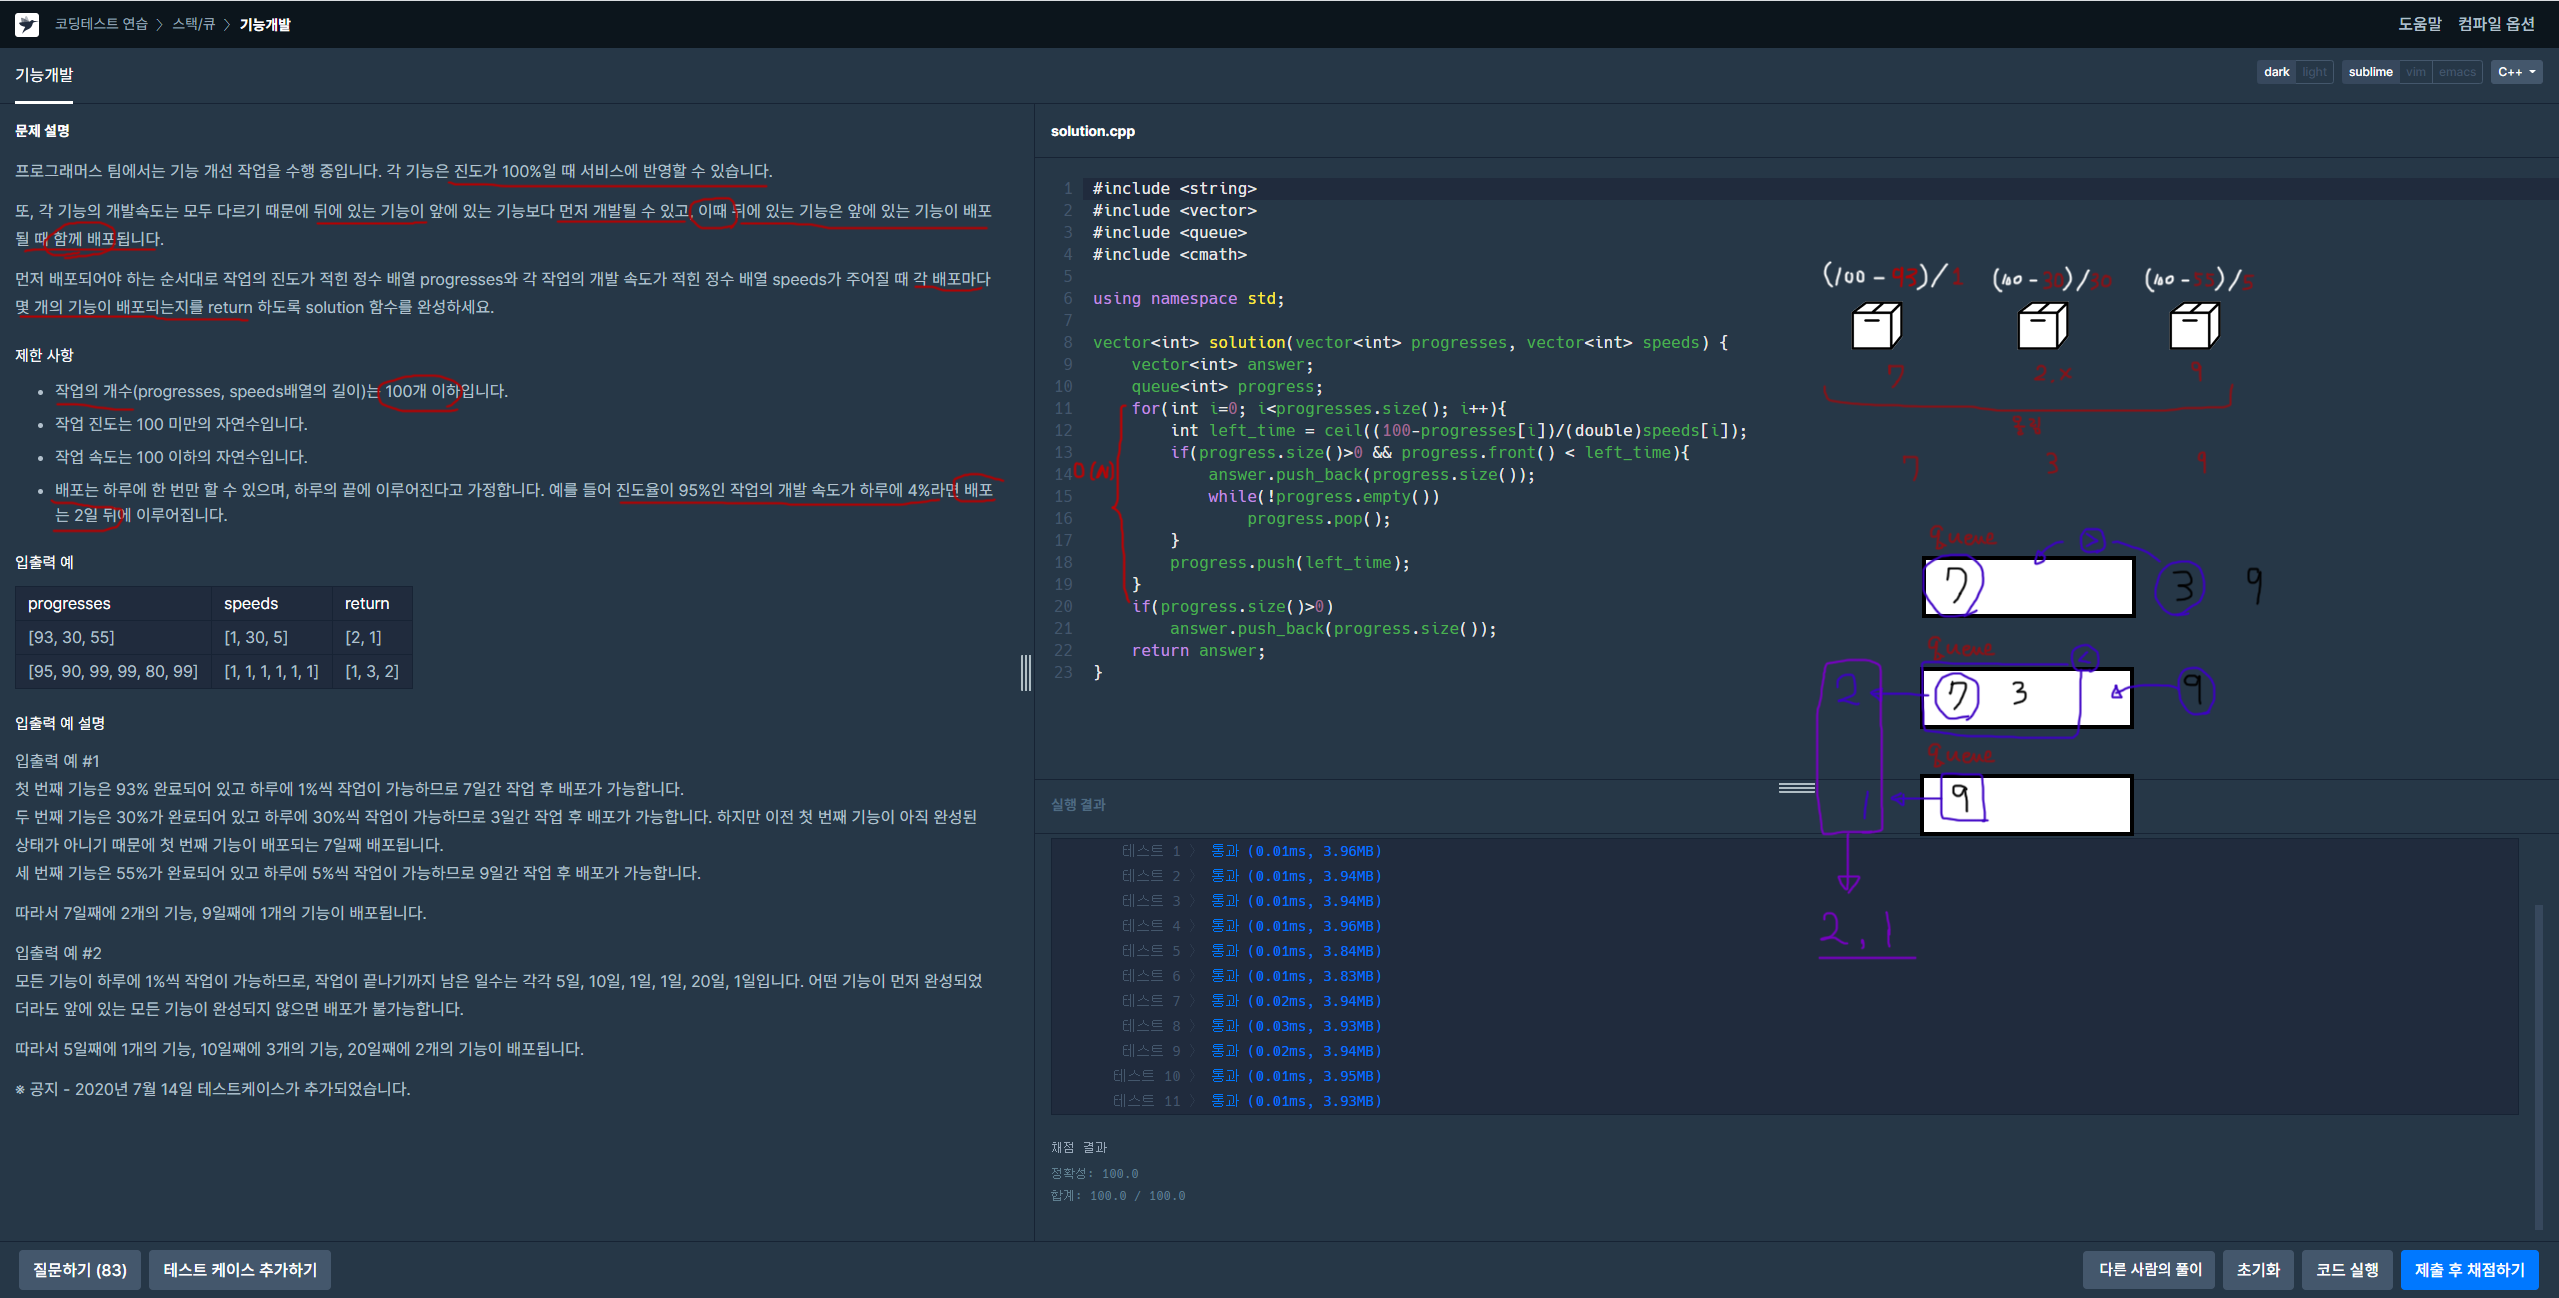 코딩테스트 연습 〉 스택/큐 〉 기능개발
도움말 컴파일 옵션
기능개발
dark light sublime vim emacs C++
문제 설명
프로그래머스 팀에서는 기능 개선 작업을 수행 중입니다. 각 기능은 진도가 100%일 때 서비스에 반영할 수 있습니다.
또, 각 기능의 개발속도는 모두 다르기 때문에 뒤에 있는 기능이 앞에 있는 기능보다 먼저 개발될 수 있고, 이때 뒤에 있는 기능은 앞에 있는 기능이 배포
될 때 함께 배포됩니다.
먼저 배포되어야 하는 순서대로 작업의 진도가 적힌 정수 배열 progresses와 각 작업의 개발 속도가 적힌 정수 배열 speeds가 주어질 때 각 배포마다
몇 개의 기능이 배포되는지를 return 하도록 solution 함수를 완성하세요.
제한 사항
• 작업의 개수(progresses, speeds배열의 길이)는 100개 이하입니다.
• 작업 진도는 100 미만의 자연수입니다.
• 작업 속도는 100 이하의 자연수입니다.
• 배포는 하루에 한 번만 할 수 있으며, 하루의 끝에 이루어진다고 가정합니다. 예를 들어 진도율이 95%인 작업의 개발 속도가 하루에 4%라면 배포
는 2일 뒤에 이루어집니다.
입출력 예
progresses speeds return
[93, 30, 55] [1, 30, 5] [2, 1]
[95, 90, 99, 99, 80, 99] [1, 1, 1, 1, 1, 1] [1, 3, 2]
입출력 예 설명
입출력 예 #1
첫 번째 기능은 93% 완료되어 있고 하루에 1%씩 작업이 가능하므로 7일간 작업 후 배포가 가능합니다.
두 번째 기능은 30%가 완료되어 있고 하루에 30%씩 작업이 가능하므로 3일간 작업 후 배포가 가능합니다. 하지만 이전 첫 번째 기능이 아직 완성된
상태가 아니기 때문에 첫 번째 기능이 배포되는 7일째 배포됩니다.
세 번째 기능은 55%가 완료되어 있고 하루에 5%씩 작업이 가능하므로 9일간 작업 후 배포가 가능합니다.
따라서 7일째에 2개의 기능, 9일째에 1개의 기능이 배포됩니다.
입출력 예 #2
모든 기능이 하루에 1%씩 작업이 가능하므로, 작업이 끝나기까지 남은 일수는 각각 5일, 10일, 1일, 1일, 20일, 1일입니다. 어떤 기능이 먼저 완성되었
더라도 앞에 있는 모든 기능이 완성되지 않으면 배포가 불가능합니다.
따라서 5일째에 1개의 기능, 10일째에 3개의 기능, 20일째에 2개의 기능이 배포됩니다.
※ 공지 - 2020년 7월 14일 테스트케이스가 추가되었습니다.
질문하기 (83) 테스트 케이스 추가하기
solution.cpp
1 #include <string>
2 #include <vector>
3 #include <queue>
4 #include <cmath>
5
6 using namespace std;
7
8 vector<int> solution(vector<int> progresses, vector<int> speeds) {
9 vector<int> answer;
10 queue<int> progress;
11 for(int i=0; i<progresses.size(); i++){
12 int left_time = ceil((100-progresses[i])/(double)speeds[i]);
13 if(progress.size()>0 && progress.front() < left_time){
14 answer.push_back(progress.size());
15 while(!progress.empty())
16 progress.pop();
17 }
18 progress.push(left_time);
19 }
20 if(progress.size()>0)
21 answer.push_back(progress.size());
22 return answer;
23 }
O(N)
(100-93)/1 (100-30)/30 (100-55)/5
7 2.x 9
7 3 9
queue
>
7 3 9
queue
<
2 7 3 9
queue
1 9
2, 1
실행 결과
테스트 1 〉 통과 (0.01ms, 3.96MB)
테스트 2 〉 통과 (0.01ms, 3.94MB)
테스트 3 〉 통과 (0.01ms, 3.94MB)
테스트 4 〉 통과 (0.01ms, 3.96MB)
테스트 5 〉 통과 (0.01ms, 3.84MB)
테스트 6 〉 통과 (0.01ms, 3.83MB)
테스트 7 〉 통과 (0.02ms, 3.94MB)
테스트 8 〉 통과 (0.03ms, 3.93MB)
테스트 9 〉 통과 (0.02ms, 3.94MB)
테스트 10 〉 통과 (0.01ms, 3.95MB)
테스트 11 〉 통과 (0.01ms, 3.93MB)
채점 결과
정확성: 100.0
합계: 100.0 / 100.0
다른 사람의 풀이 초기화 코드 실행 제출 후 채점하기